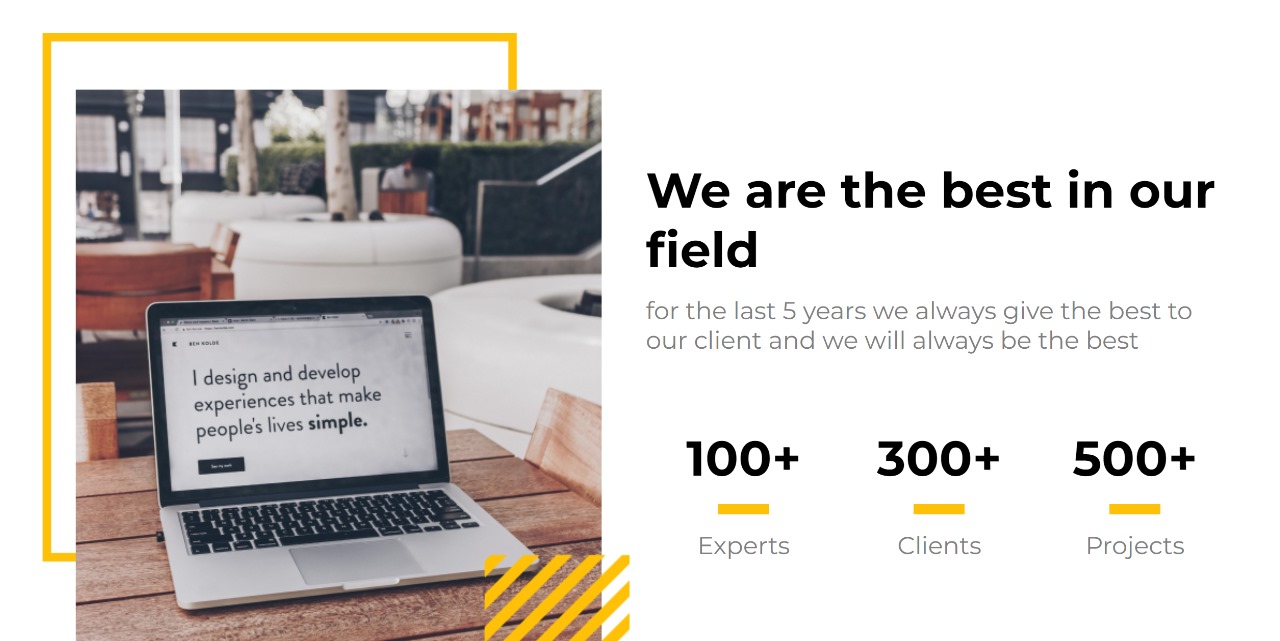 We are the best in our
field
for the last 5 years we always give the best to
our client and we will always be the best
100+ 300+ 500+
Experts Clients Projects
BEN KOLDE
I design and develop
experiences that make
people's lives simple.
See my work